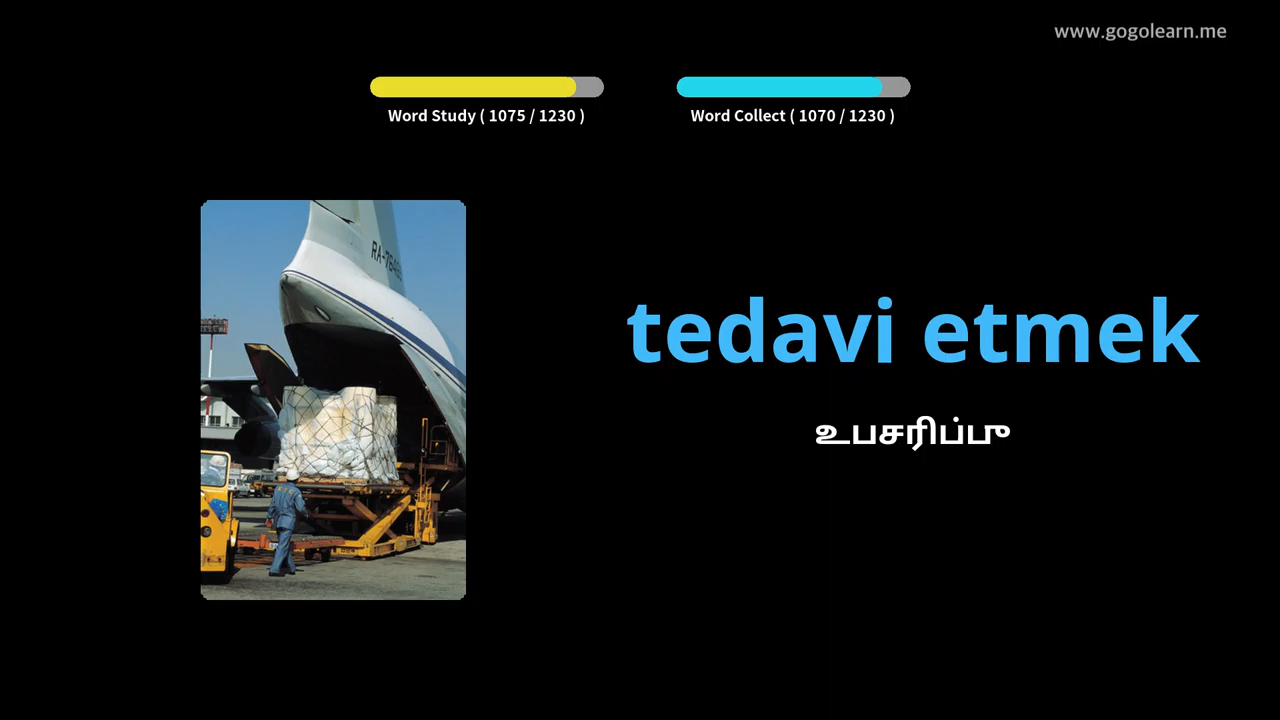 www.gogolearn.me
Word Study ( 1075 / 1230 )
Word Collect ( 1070 / 1230 )
tedavi etmek
உபசரிப்பு